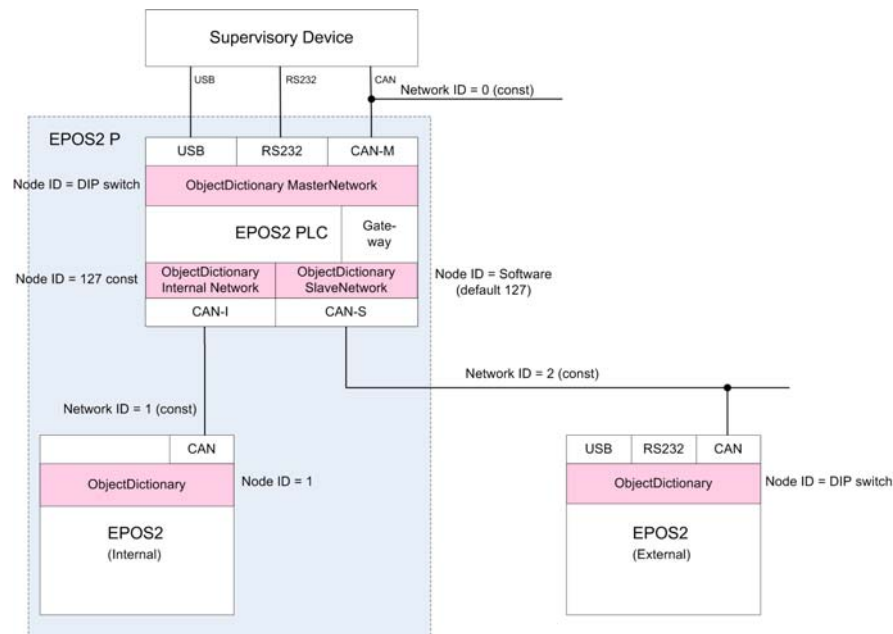 Supervisory Device
USB
RS232
CAN
Network ID = 0 (const)
EPOS2 P
USB
RS232
CAN-M
Node ID = DIP switch
ObjectDictionary MasterNetwork
EPOS2 PLC
Gate-
way
Node ID = 127 const
ObjectDictionary
Internal Network
ObjectDictionary
SlaveNetwork
Node ID = Software
(default 127)
CAN-I
CAN-S
Network ID = 2 (const)
Network ID = 1 (const)
CAN
ObjectDictionary
Node ID = 1
EPOS2
(Internal)
USB
RS232
CAN
ObjectDictionary
Node ID = DIP switch
EPOS2
(External)